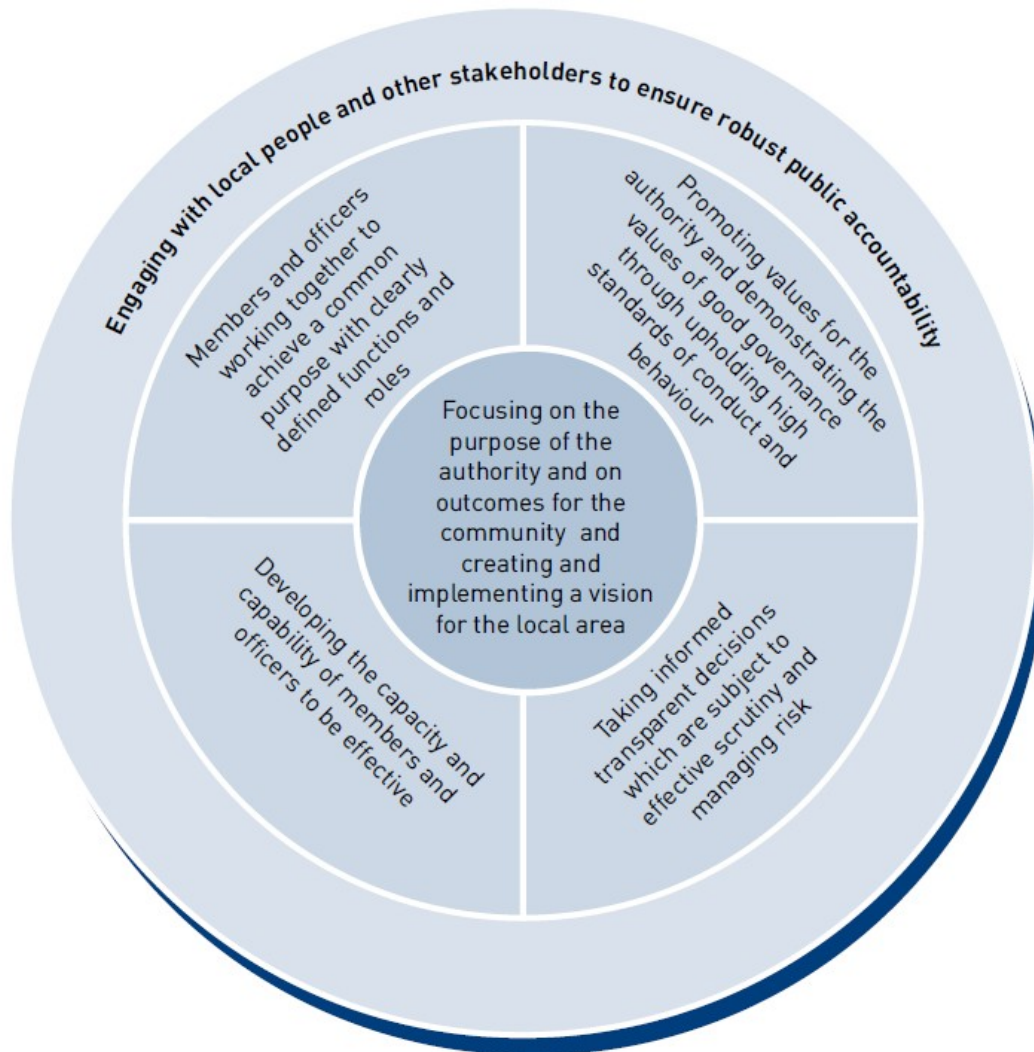 Engaging with local people and other stakeholders to ensure robust public accountability
Members and officers
working together to
achieve a common
purpose with clearly
defined functions and
roles
Promoting values for the
authority and demonstrating the
values of good governance
through upholding high
standards of conduct and
behaviour
Focusing on the
purpose of the
authority and on
outcomes for the
community and
creating and
implementing a vision
for the local area
Developing the capacity and
capability of members and
officers to be effective
Taking informed
transparent decisions
which are subject to
effective scrutiny and
managing risk